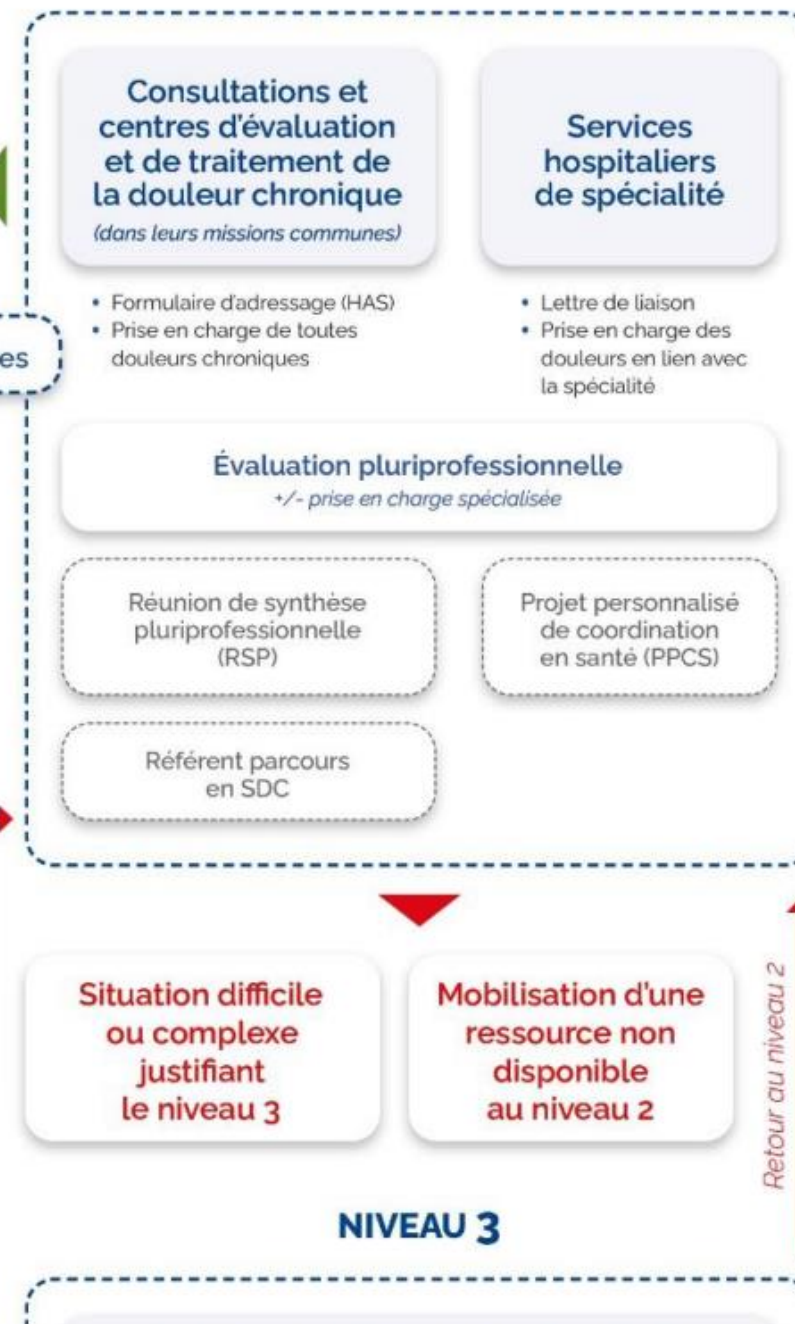 Consultations et
centres d'évaluation
et de traitement de
la douleur chronique
(dans leurs missions communes)
• Formulaire d'adressage (HAS)
• Prise en charge de toutes
douleurs chroniques
Services
hospitaliers
de spécialité
• Lettre de liaison
• Prise en charge des
douleurs en lien avec
la spécialité
es
Évaluation pluriprofessionnelle
+/- prise en charge spécialisée
Réunion de synthèse
pluriprofessionnelle
(RSP)
Projet personnalisé
de coordination
en santé (PPCS)
Référent parcours
en SDC
Situation difficile
ou complexe
justifiant
le niveau 3
Mobilisation d'une
ressource non
disponible
au niveau 2
Retour au niveau 2
NIVEAU 3